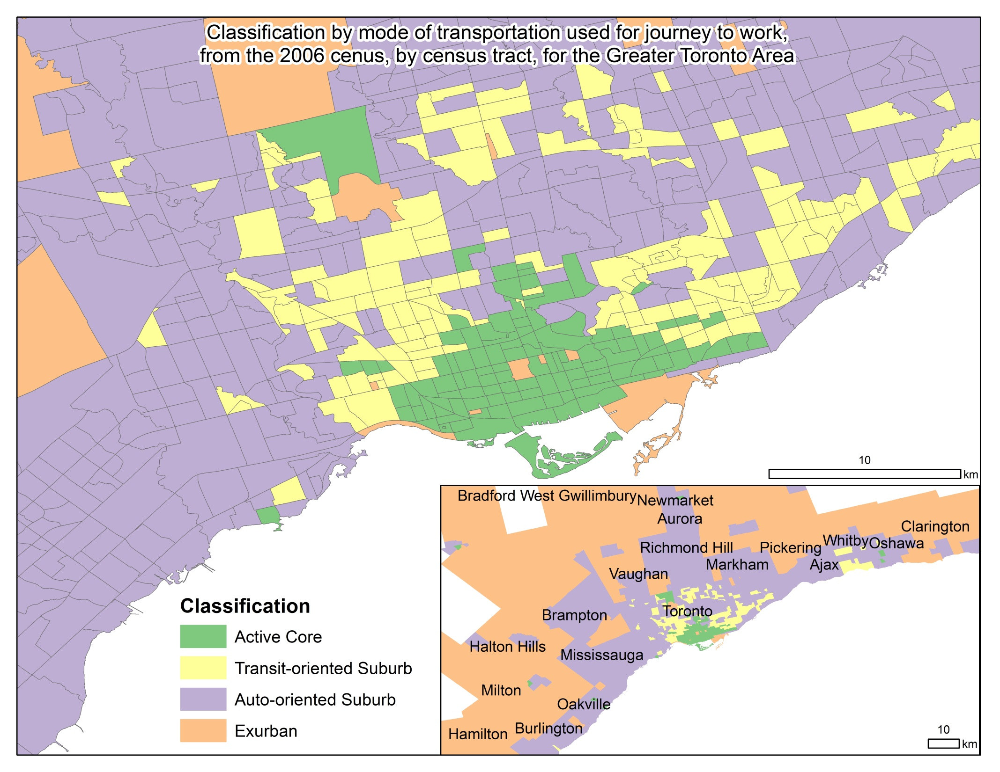 Classification by mode of transportation used for journey to work,
from the 2006 cenus, by census tract, for the Greater Toronto Area
10
km
Bradford West Gwillimbury
Newmarket
Aurora
Clarington
Whitby
Oshawa
Richmond Hill
Pickering
Markham
Ajax
Vaughan
Toronto
Brampton
Halton Hills
Mississauga
Milton
Oakville
Burlington
Hamilton
10
km
Classification
Active Core
Transit-oriented Suburb
Auto-oriented Suburb
Exurban